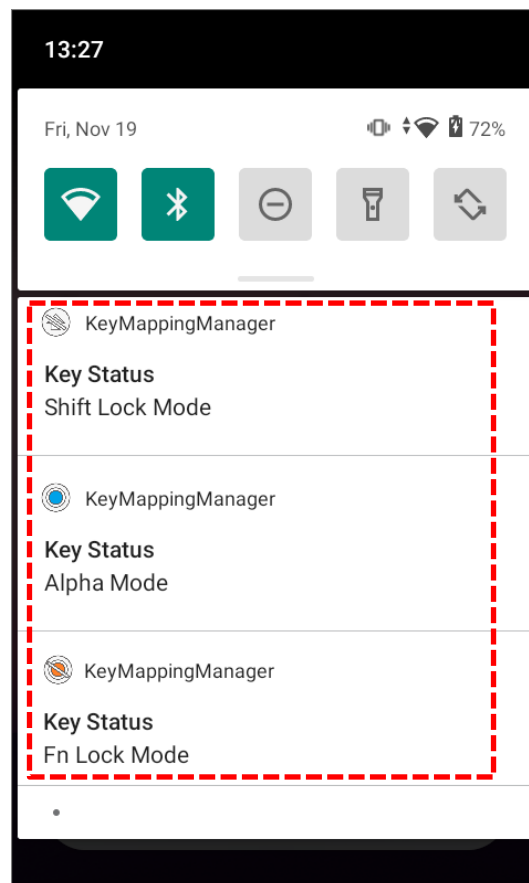 13:27
Fri, Nov 19
72%
KeyMappingManager
Key Status
Shift Lock Mode
KeyMappingManager
Key Status
Alpha Mode
KeyMappingManager
Key Status
Fn Lock Mode